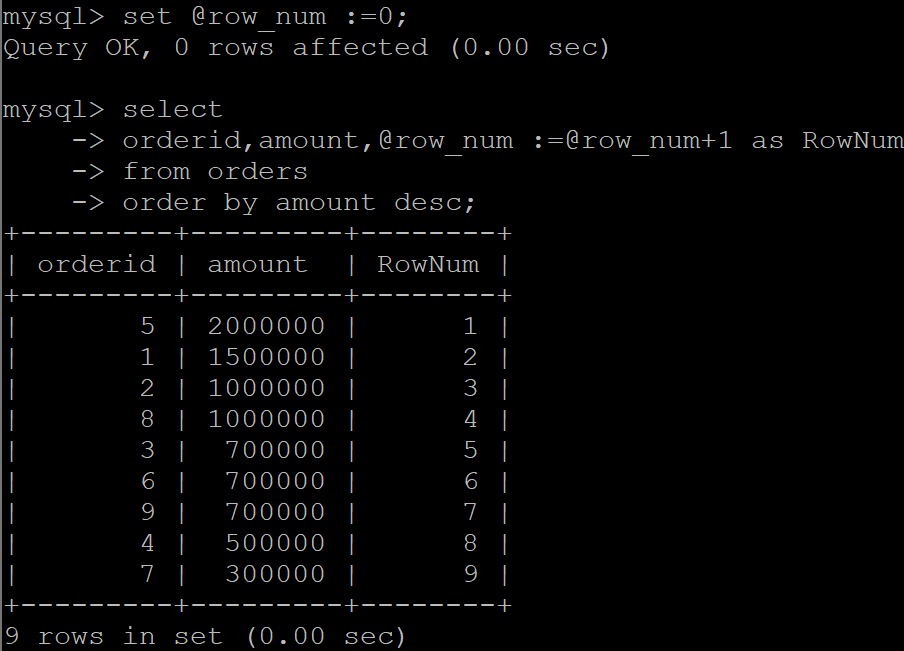 mysql> set @row_num :=0;
Query OK, 0 rows affected (0.00 sec)

mysql> select
    -> orderid,amount,@row_num :=@row_num+1 as RowNum
    -> from orders
    -> order by amount desc;
+---------+---------+--------+
| orderid | amount  | RowNum |
+---------+---------+--------+
|       5 | 2000000 |      1 |
|       1 | 1500000 |      2 |
|       2 | 1000000 |      3 |
|       8 | 1000000 |      4 |
|       3 |  700000 |      5 |
|       6 |  700000 |      6 |
|       9 |  700000 |      7 |
|       4 |  500000 |      8 |
|       7 |  300000 |      9 |
+---------+---------+--------+
9 rows in set (0.00 sec)